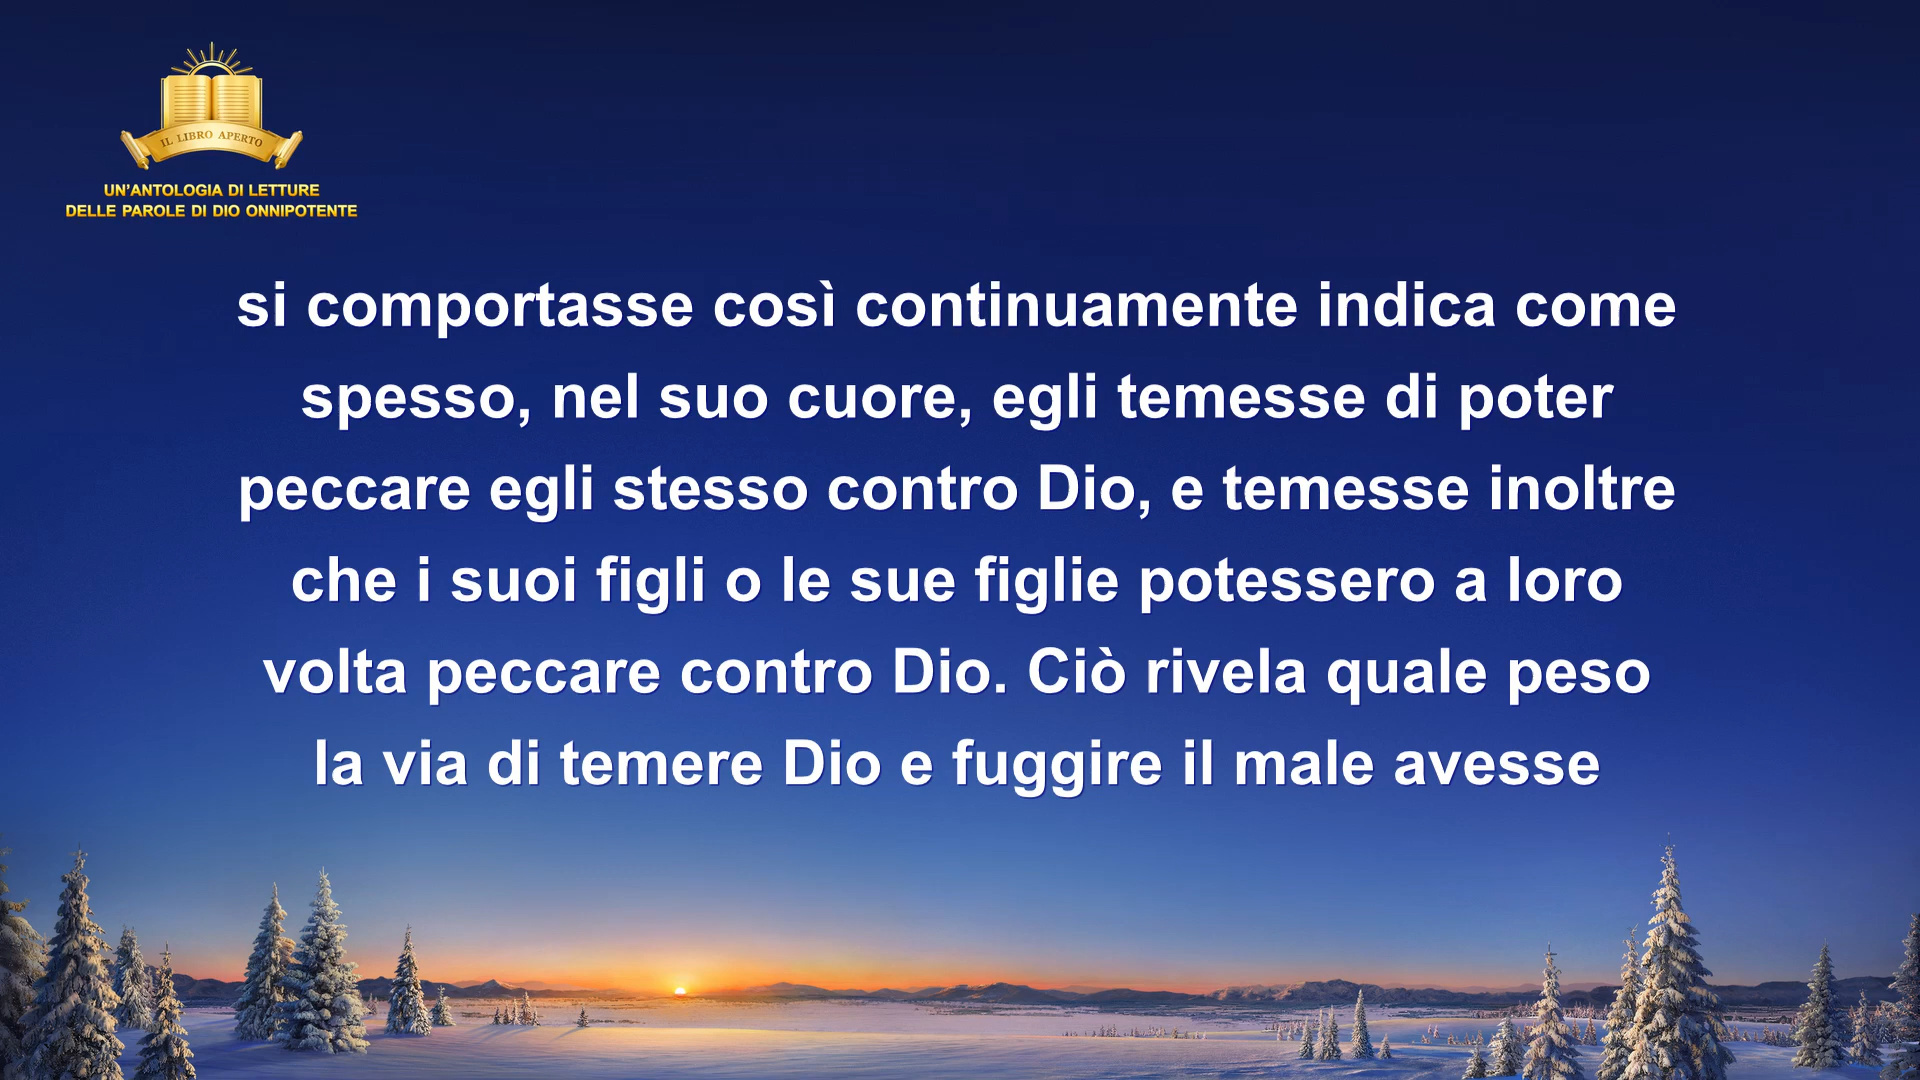 IL LIBRO APERTO
UN'ANTOLOGIA DI LETTURE
DELLE PAROLE DI DIO ONNIPOTENTE
si comportasse così continuamente indica come
spesso, nel suo cuore, egli temesse di poter
peccare egli stesso contro Dio, e temesse inoltre
che i suoi figli o le sue figlie potessero a loro
volta peccare contro Dio. Ciò rivela quale peso
la via di temere Dio e fuggire il male avesse